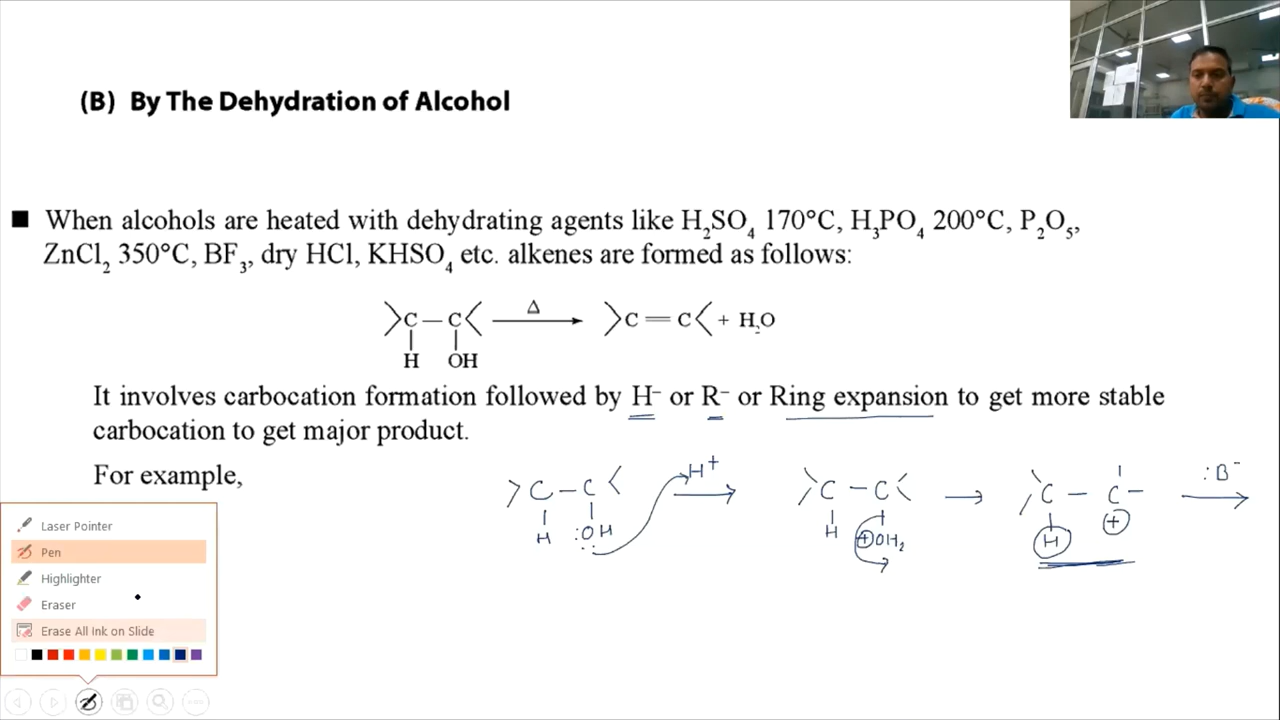 (B) By The Dehydration of Alcohol
■ When alcohols are heated with dehydrating agents like H₂SO₄ 170°C, H₃PO₄ 200°C, P₂O₅,
ZnCl₂ 350°C, BF₃, dry HCl, KHSO₄ etc. alkenes are formed as follows:
>C—C< Δ → >C=C< + H₂O
H OH
It involves carbocation formation followed by H⁻ or R⁻ or Ring expansion to get more stable
carbocation to get major product.
For example,
>C–C< H⁺ → >C–C< → C–C– :B⁻ →
H :OH H ⊕OH₂ H ⊕
Laser Pointer
Pen
Highlighter
Eraser
Erase All Ink on Slide